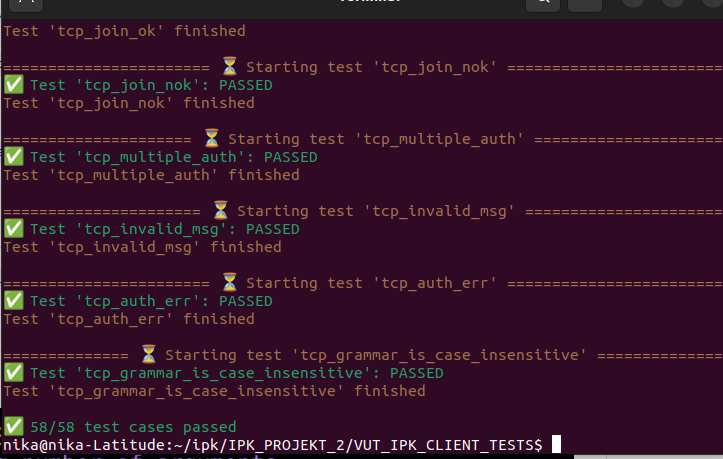 Test 'tcp_join_ok' finished
======================= ⏳ Starting test 'tcp_join_nok' ========================
✅ Test 'tcp_join_nok': PASSED
Test 'tcp_join_nok' finished
===================== ⏳ Starting test 'tcp_multiple_auth' =====================
✅ Test 'tcp_multiple_auth': PASSED
Test 'tcp_multiple_auth' finished
====================== ⏳ Starting test 'tcp_invalid_msg' ======================
✅ Test 'tcp_invalid_msg': PASSED
Test 'tcp_invalid_msg' finished
======================= ⏳ Starting test 'tcp_auth_err' ========================
✅ Test 'tcp_auth_err': PASSED
Test 'tcp_auth_err' finished
============== ⏳ Starting test 'tcp_grammar_is_case_insensitive' ==============
✅ Test 'tcp_grammar_is_case_insensitive': PASSED
Test 'tcp_grammar_is_case_insensitive' finished
✅ 58/58 test cases passed
nika@nika-Latitude:~/ipk/IPK_PROJEKT_2/VUT_IPK_CLIENT_TESTS$